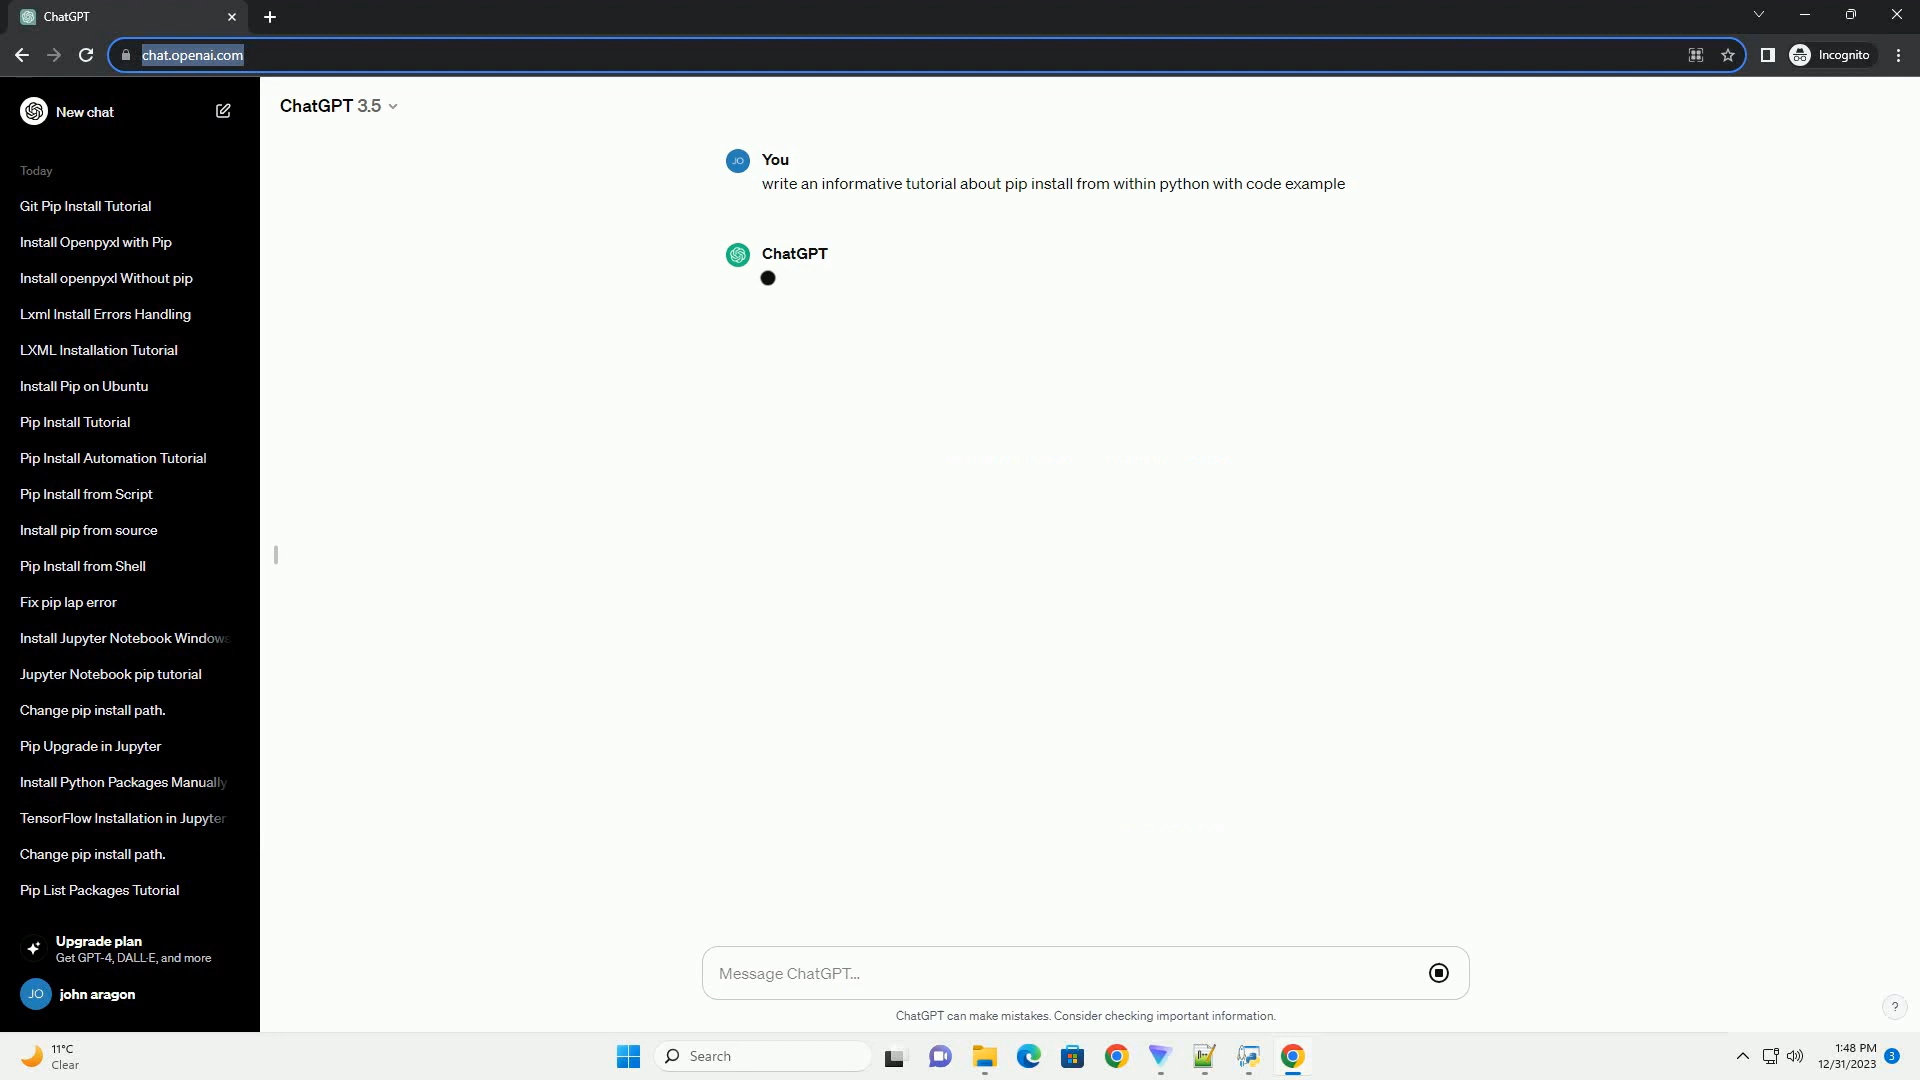 ChatGPT
chat.openai.com
Incognito
New chat
ChatGPT 3.5
Today
Git Pip Install Tutorial
Install Openpyxl with Pip
Install openpyxl Without pip
Lxml Install Errors Handling
LXML Installation Tutorial
Install Pip on Ubuntu
Pip Install Tutorial
Pip Install Automation Tutorial
Pip Install from Script
Install pip from source
Pip Install from Shell
Fix pip lap error
Install Jupyter Notebook Windows
Jupyter Notebook pip tutorial
Change pip install path.
Pip Upgrade in Jupyter
Install Python Packages Manually
TensorFlow Installation in Jupyter
Change pip install path.
Pip List Packages Tutorial
Upgrade plan
Get GPT-4, DALL·E, and more
JO
john aragon
JO
You
write an informative tutorial about pip install from within python with code example
ChatGPT
Message ChatGPT...
ChatGPT can make mistakes. Consider checking important information.
?
11°C
Clear
Search
1:48 PM
12/31/2023
3